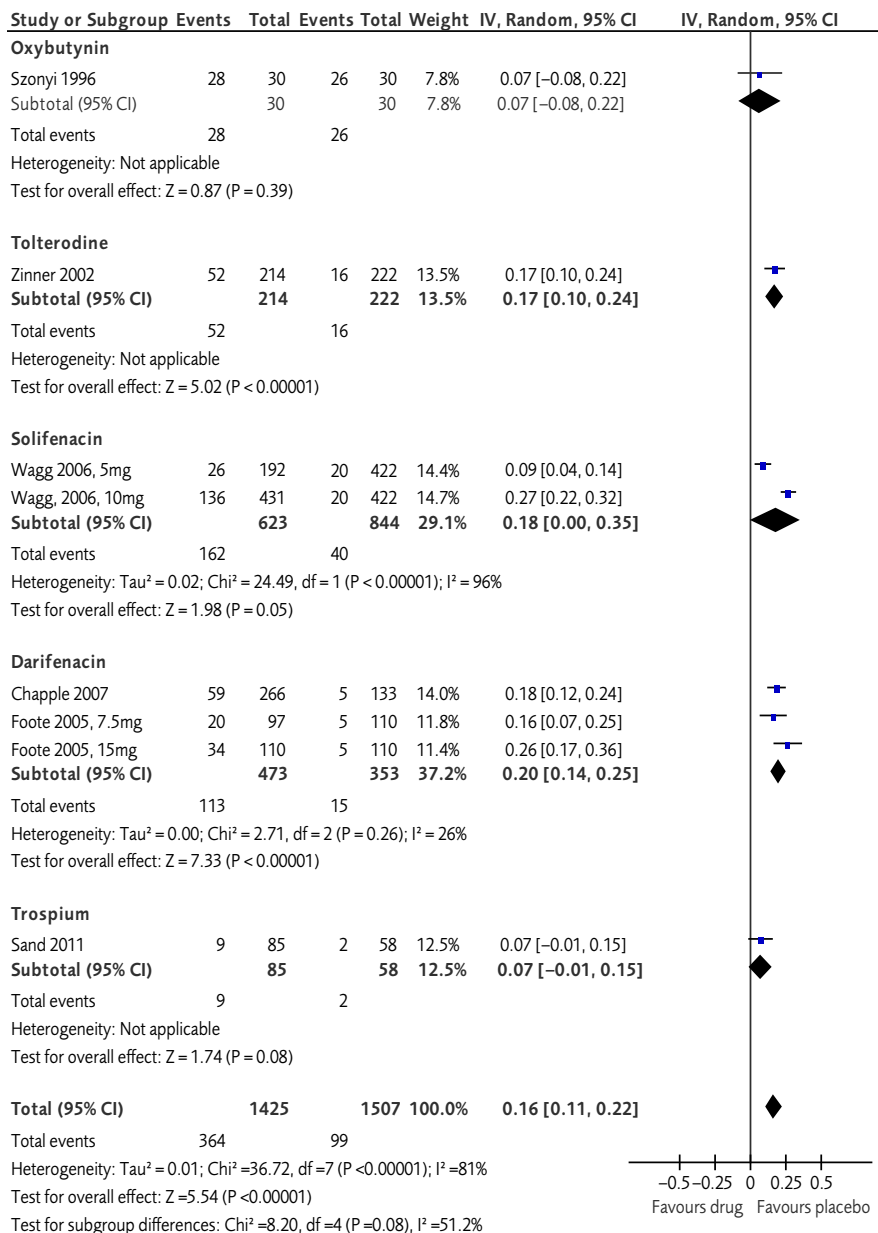 Study or Subgroup Events Total Events Total Weight IV, Random, 95% CI IV, Random, 95% CI
Oxybutynin
Szonyi 1996 28 30 26 30 7.8% 0.07 [−0.08, 0.22]
Subtotal (95% CI) 30 30 7.8% 0.07 [−0.08, 0.22]
Total events 28 26
Heterogeneity: Not applicable
Test for overall effect: Z = 0.87 (P = 0.39)
Tolterodine
Zinner 2002 52 214 16 222 13.5% 0.17 [0.10, 0.24]
Subtotal (95% CI) 214 222 13.5% 0.17 [0.10, 0.24]
Total events 52 16
Heterogeneity: Not applicable
Test for overall effect: Z = 5.02 (P < 0.00001)
Solifenacin
Wagg 2006, 5mg 26 192 20 422 14.4% 0.09 [0.04, 0.14]
Wagg, 2006, 10mg 136 431 20 422 14.7% 0.27 [0.22, 0.32]
Subtotal (95% CI) 623 844 29.1% 0.18 [0.00, 0.35]
Total events 162 40
Heterogeneity: Tau² = 0.02; Chi² = 24.49, df = 1 (P < 0.00001); I² = 96%
Test for overall effect: Z = 1.98 (P = 0.05)
Darifenacin
Chapple 2007 59 266 5 133 14.0% 0.18 [0.12, 0.24]
Foote 2005, 7.5mg 20 97 5 110 11.8% 0.16 [0.07, 0.25]
Foote 2005, 15mg 34 110 5 110 11.4% 0.26 [0.17, 0.36]
Subtotal (95% CI) 473 353 37.2% 0.20 [0.14, 0.25]
Total events 113 15
Heterogeneity: Tau² = 0.00; Chi² = 2.71, df = 2 (P = 0.26); I² = 26%
Test for overall effect: Z = 7.33 (P < 0.00001)
Trospium
Sand 2011 9 85 2 58 12.5% 0.07 [−0.01, 0.15]
Subtotal (95% CI) 85 58 12.5% 0.07 [−0.01, 0.15]
Total events 9 2
Heterogeneity: Not applicable
Test for overall effect: Z = 1.74 (P = 0.08)
Total (95% CI) 1425 1507 100.0% 0.16 [0.11, 0.22]
Total events 364 99
Heterogeneity: Tau² = 0.01; Chi² =36.72, df =7 (P <0.00001); I² =81%
Test for overall effect: Z =5.54 (P <0.00001)
Test for subgroup differences: Chi² =8.20, df =4 (P =0.08), I² =51.2%
−0.5 −0.25 0 0.25 0.5
Favours drug Favours placebo